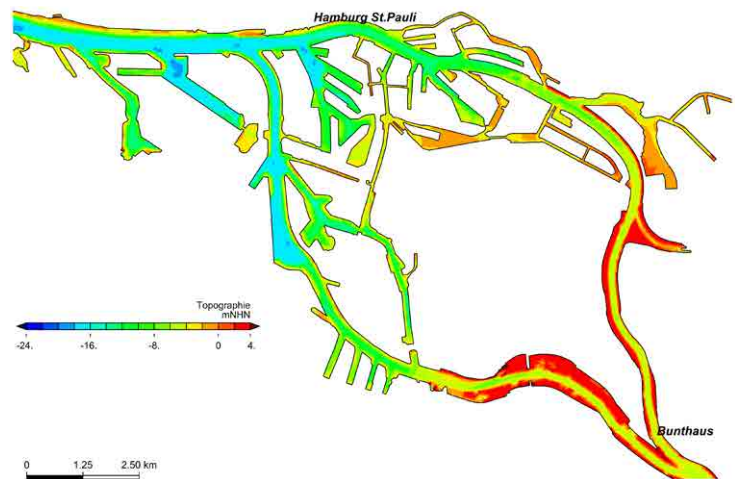 Hamburg St.Pauli
Topographie
mNHN
-24. -16. -8. 0 4.
Bunthaus
0 1.25 2.50 km